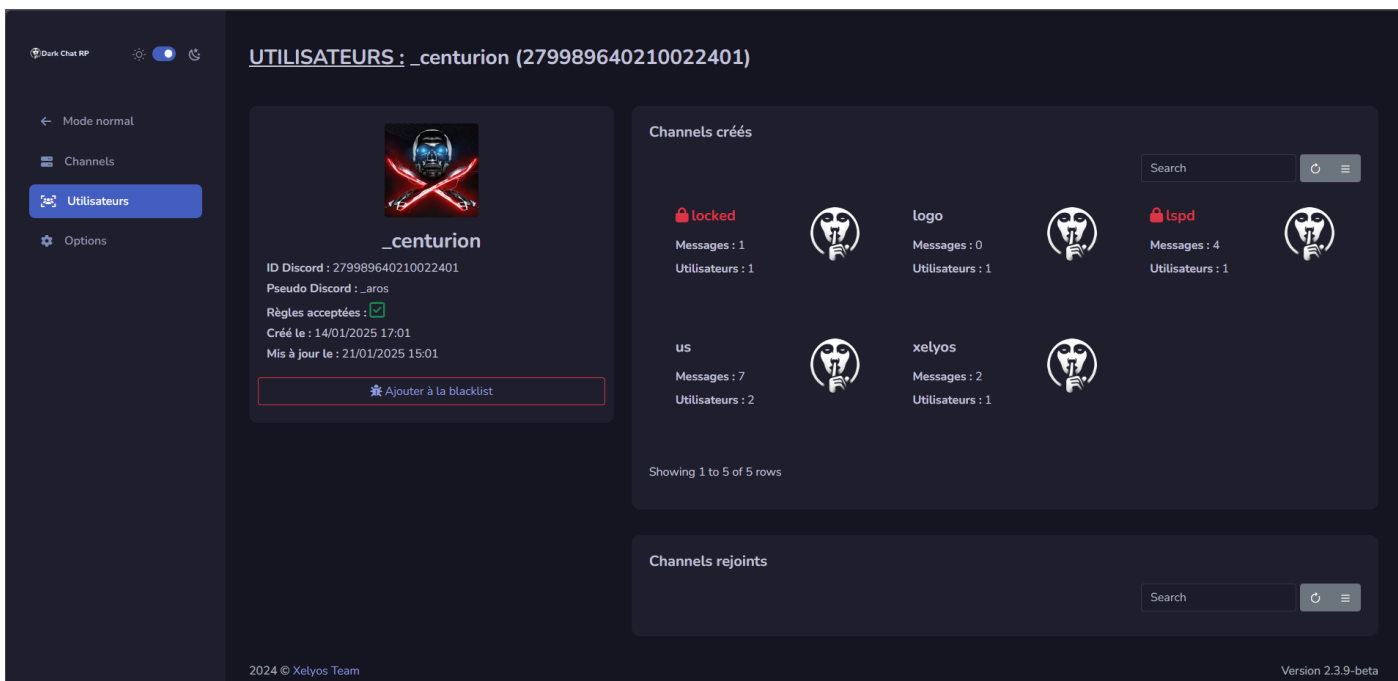 Dark Chat RP
UTILISATEURS : _centurion (279989640210022401)
Mode normal
Channels
Utilisateurs
Options
_centurion
ID Discord : 279989640210022401
Pseudo Discord : _aros
Règles acceptées :
Créé le : 14/01/2025 17:01
Mis à jour le : 21/01/2025 15:01
Ajouter à la blacklist
Channels créés
Search
locked
Messages : 1
Utilisateurs : 1
logo
Messages : 0
Utilisateurs : 1
lspd
Messages : 4
Utilisateurs : 1
us
Messages : 7
Utilisateurs : 2
xelyos
Messages : 2
Utilisateurs : 1
Showing 1 to 5 of 5 rows
Channels rejoints
Search
2024 © Xelyos Team
Version 2.3.9-beta